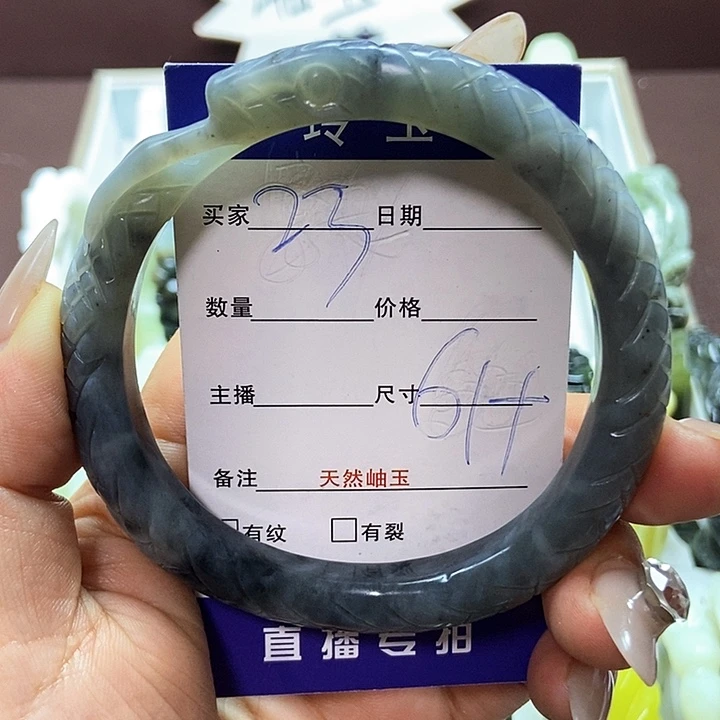 玉
买家 23 日期
数量 价格
主播 尺寸 61+
备注 天然岫玉
□有纹 □有裂
直播专拍